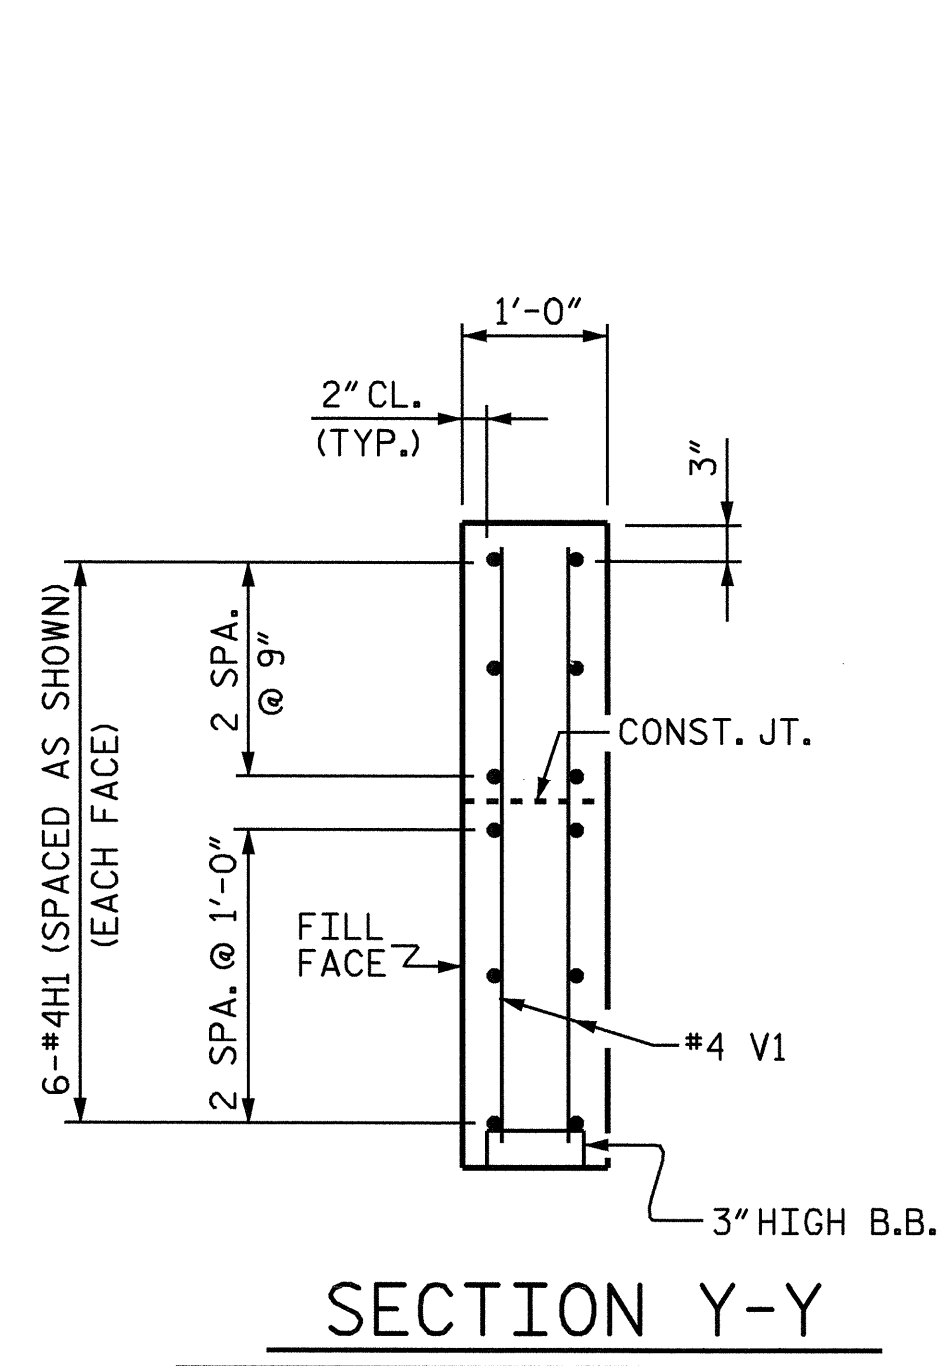 1'-0"
2" CL.
(TYP.)
3"
6-#4H1 (SPACED AS SHOWN)
(EACH FACE)
2 SPA.
@ 9"
CONST. JT.
2 SPA. @ 1'-0"
FILL
FACE
#4 V1
3" HIGH B.B.
SECTION Y-Y